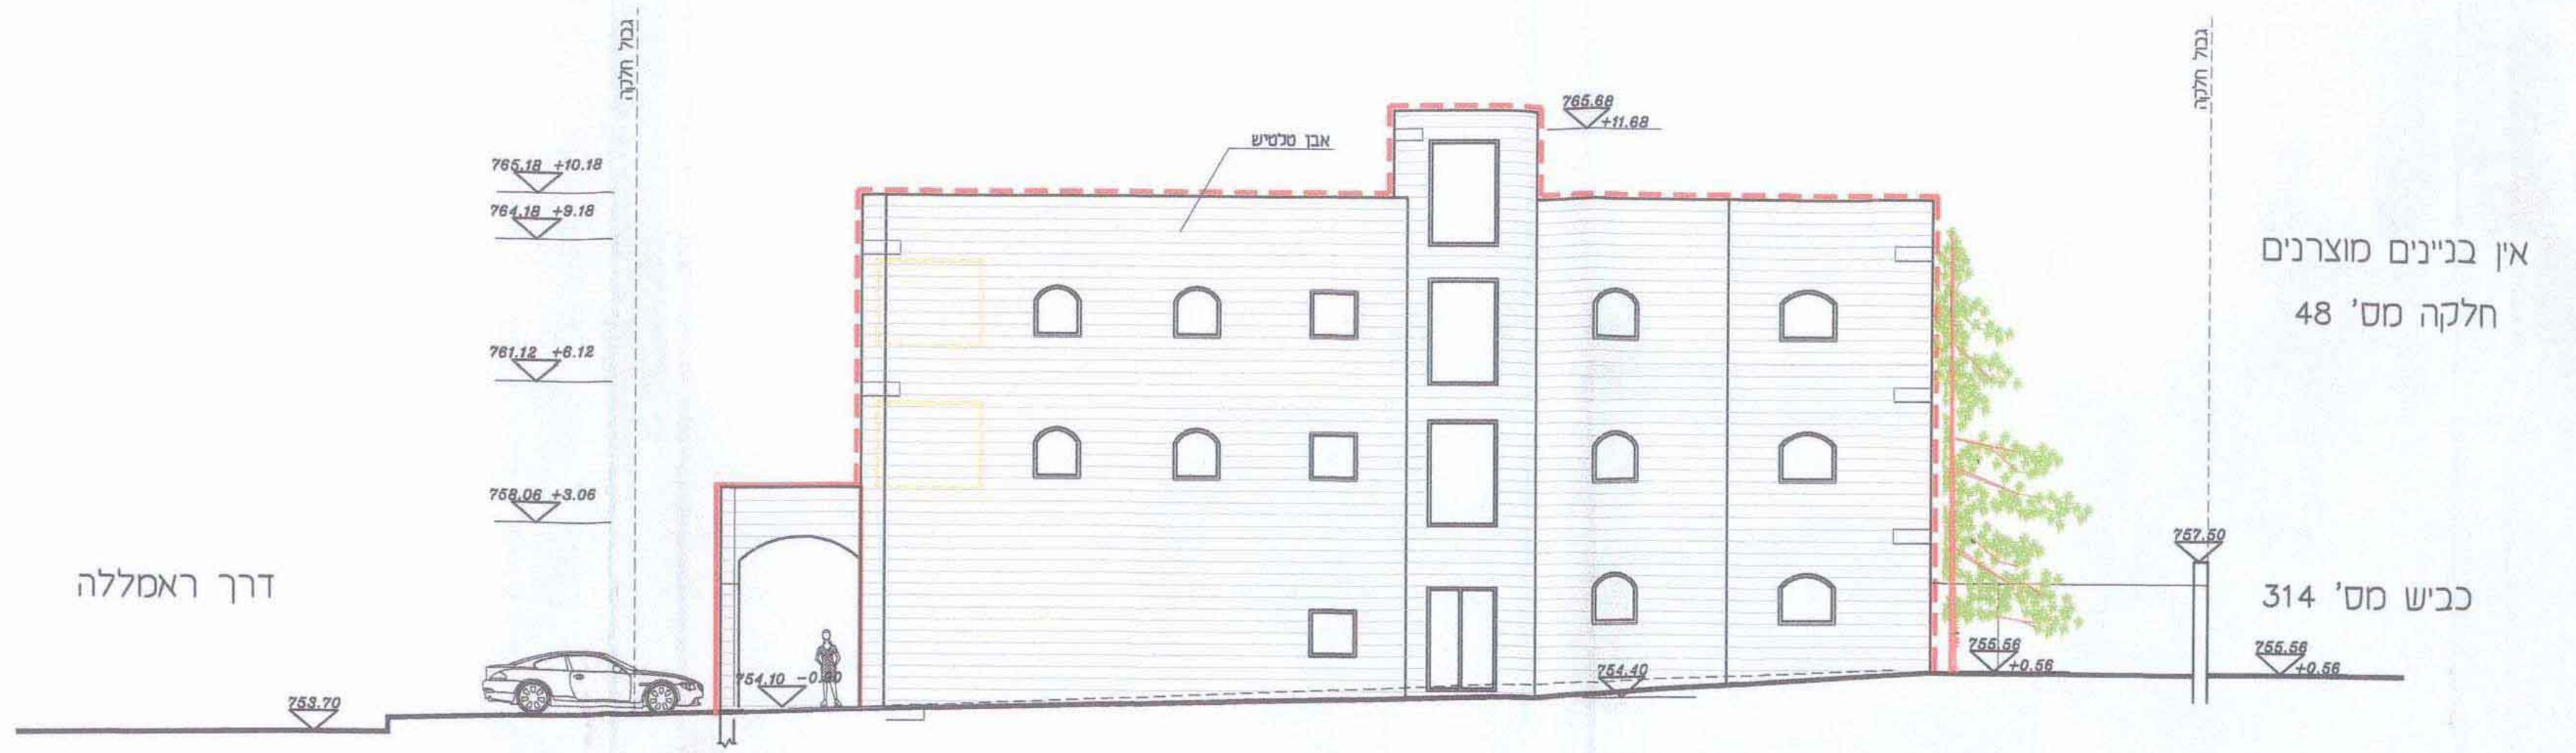 גבול חלקה
גבול חלקה
765.68
+11.68
אבן טלטיש
765.18 +10.18
764.18 +9.18
אין בניינים מוצרנים
חלקה מס' 48
761.12 +6.12
758.06 +3.06
757.50
דרך ראמללה
כביש מס' 314
755.56
+0.56
755.56
+0.56
754.40
754.10
753.70